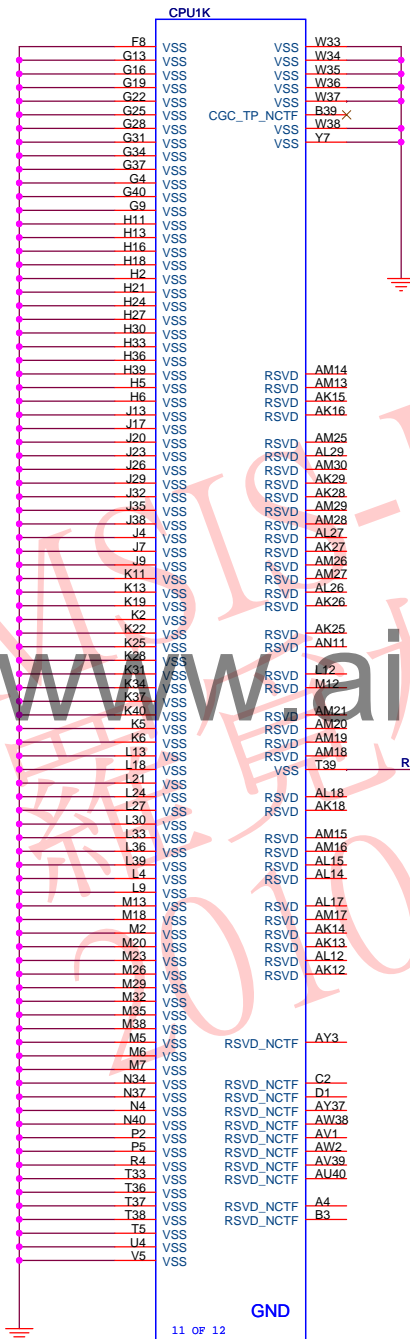 CPU1K
F8 VSS VSS W33
G13 VSS VSS W34
G16 VSS VSS W35
G19 VSS VSS W36
G22 VSS VSS W37
G25 VSS CGC_TP_NCTF B39
G28 VSS VSS W38
G31 VSS VSS Y7
G34 VSS
G37 VSS
G4 VSS
G40 VSS
G9 VSS
H11 VSS
H13 VSS
H16 VSS
H18 VSS
H2 VSS
H21 VSS
H24 VSS
H27 VSS
H30 VSS
H33 VSS
H36 VSS
H39 VSS RSVD AM14
H5 VSS RSVD AM13
H6 VSS RSVD AK15
J13 VSS RSVD AK16
J17 VSS
J20 VSS RSVD AM25
J23 VSS RSVD AL29
J26 VSS RSVD AM30
J29 VSS RSVD AK29
J32 VSS RSVD AK28
J35 VSS RSVD AM29
J38 VSS RSVD AM28
J4 VSS RSVD AL27
J7 VSS RSVD AK27
J9 VSS RSVD AM26
K11 VSS RSVD AM27
K13 VSS RSVD AL26
K19 VSS RSVD AK26
K2 VSS
K22 VSS RSVD AK25
K25 VSS RSVD AN11
K28 VSS
K31 VSS RSVD L12
K34 VSS RSVD M12
K37 VSS
K40 VSS RSVD AM21
K5 VSS RSVD AM20
K6 VSS RSVD AM19
L13 VSS RSVD AM18
L18 VSS VSS T39 R
L21 VSS
L24 VSS RSVD AL18
L27 VSS RSVD AK18
L30 VSS
L33 VSS RSVD AM15
L36 VSS RSVD AM16
L39 VSS RSVD AL15
L4 VSS RSVD AL14
L9 VSS
M13 VSS RSVD AL17
M18 VSS RSVD AM17
M2 VSS RSVD AK14
M20 VSS RSVD AK13
M23 VSS RSVD AL12
M26 VSS RSVD AK12
M29 VSS
M32 VSS
M35 VSS
M38 VSS
M5 VSS RSVD_NCTF AY3
M6 VSS
M7 VSS
N34 VSS RSVD_NCTF C2
N37 VSS RSVD_NCTF D1
N4 VSS RSVD_NCTF AY37
N40 VSS RSVD_NCTF AW38
P2 VSS RSVD_NCTF AV1
P5 VSS RSVD_NCTF AW2
R4 VSS RSVD_NCTF AV39
T33 VSS RSVD_NCTF AU40
T36 VSS
T37 VSS RSVD_NCTF A4
T38 VSS RSVD_NCTF B3
T5 VSS
U4 VSS
V5 VSS
GND
11 OF 12
www.ai
2010